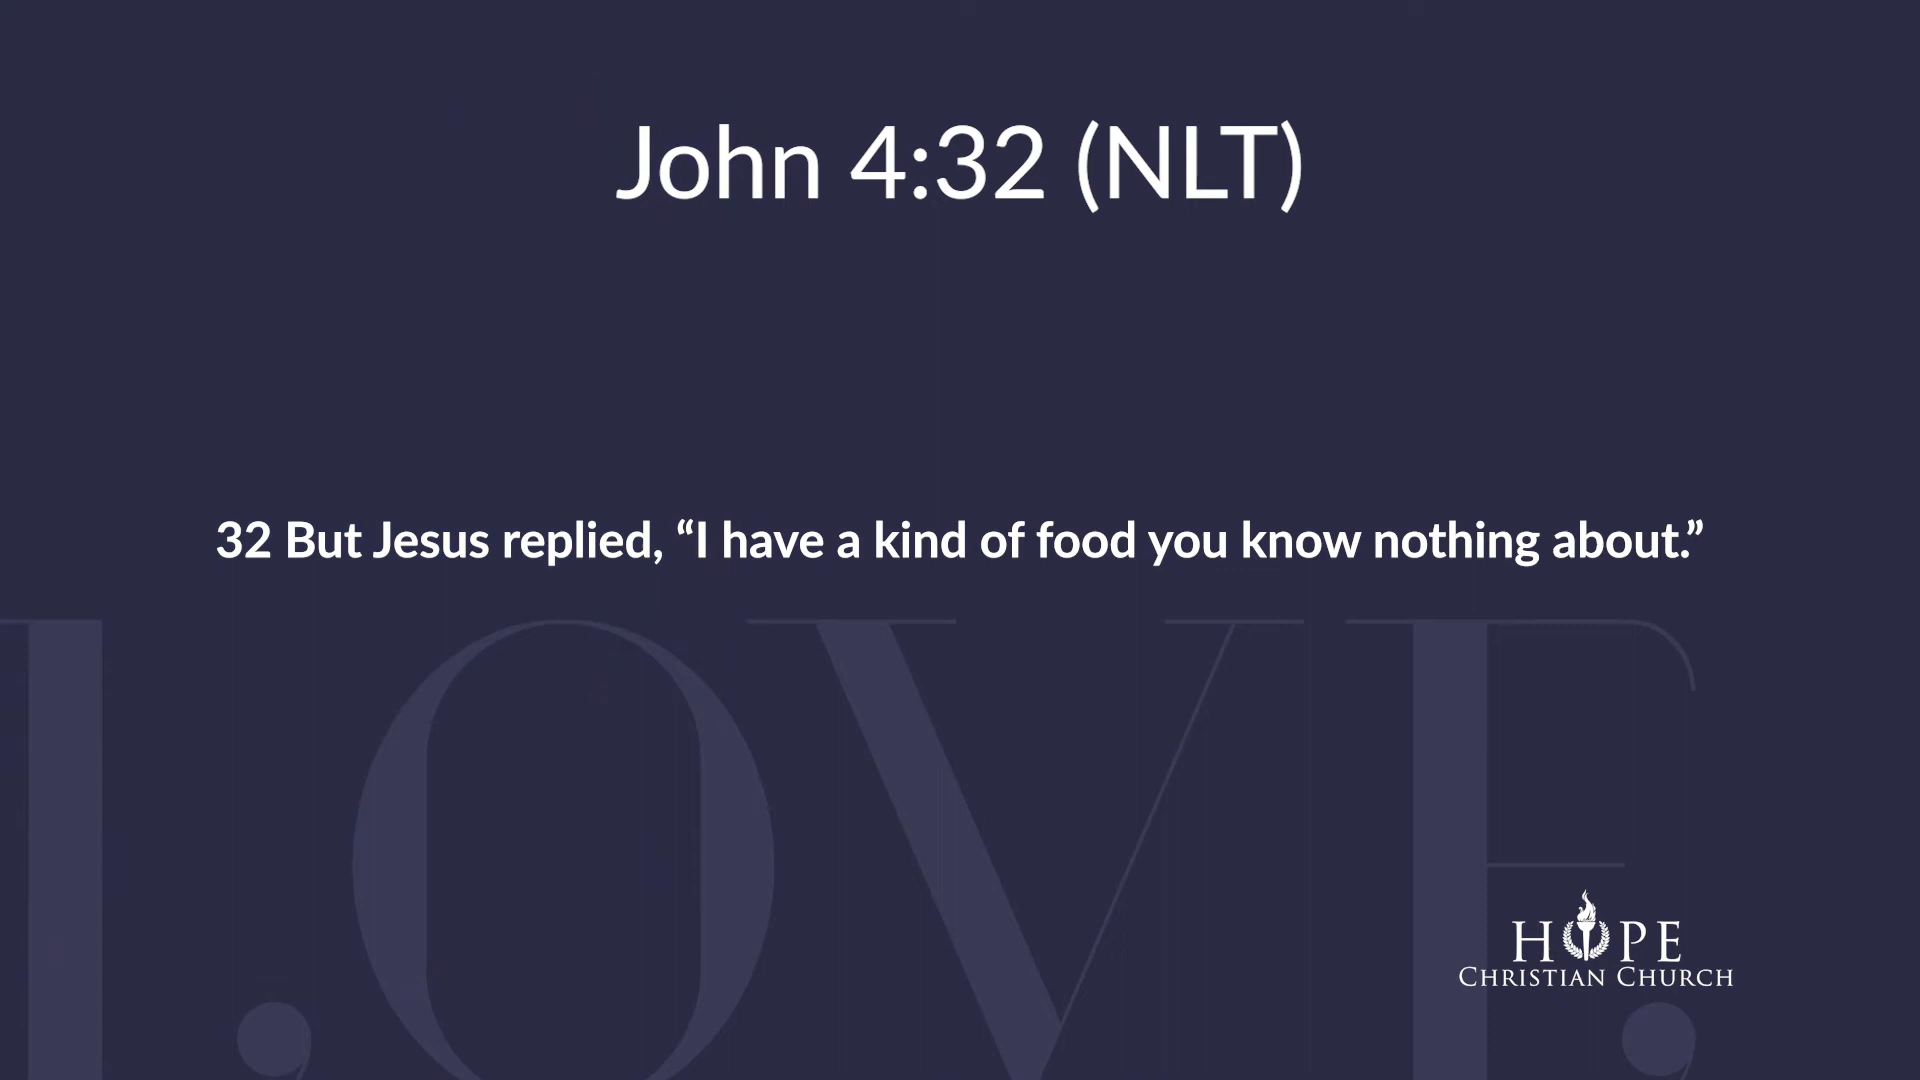 John 4:32 (NLT)
32 But Jesus replied, “I have a kind of food you know nothing about.”
LOVE
HOPE
CHRISTIAN CHURCH